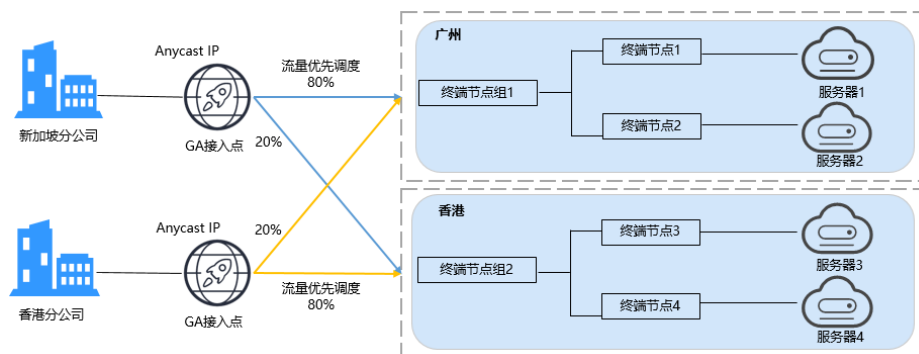 新加坡分公司
Anycast IP
GA接入点
流量优先调度
80%
20%
广州
终端节点组1
终端节点1
终端节点2
服务器1
服务器2
香港分公司
Anycast IP
GA接入点
20%
流量优先调度
80%
香港
终端节点组2
终端节点3
终端节点4
服务器3
服务器4